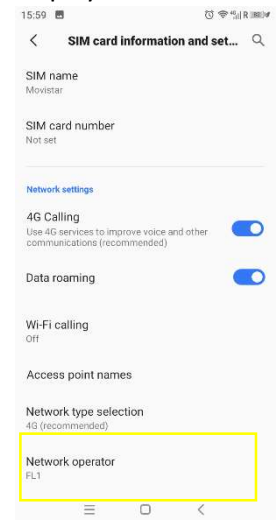 15:59
SIM card information and set...
SIM name
Movistar
SIM card number
Not set
Network settings
4G Calling
Use 4G services to improve voice and other
communications (recommended)
Data roaming
Wi-Fi calling
Off
Access point names
Network type selection
4G (recommended)
Network operator
FL1